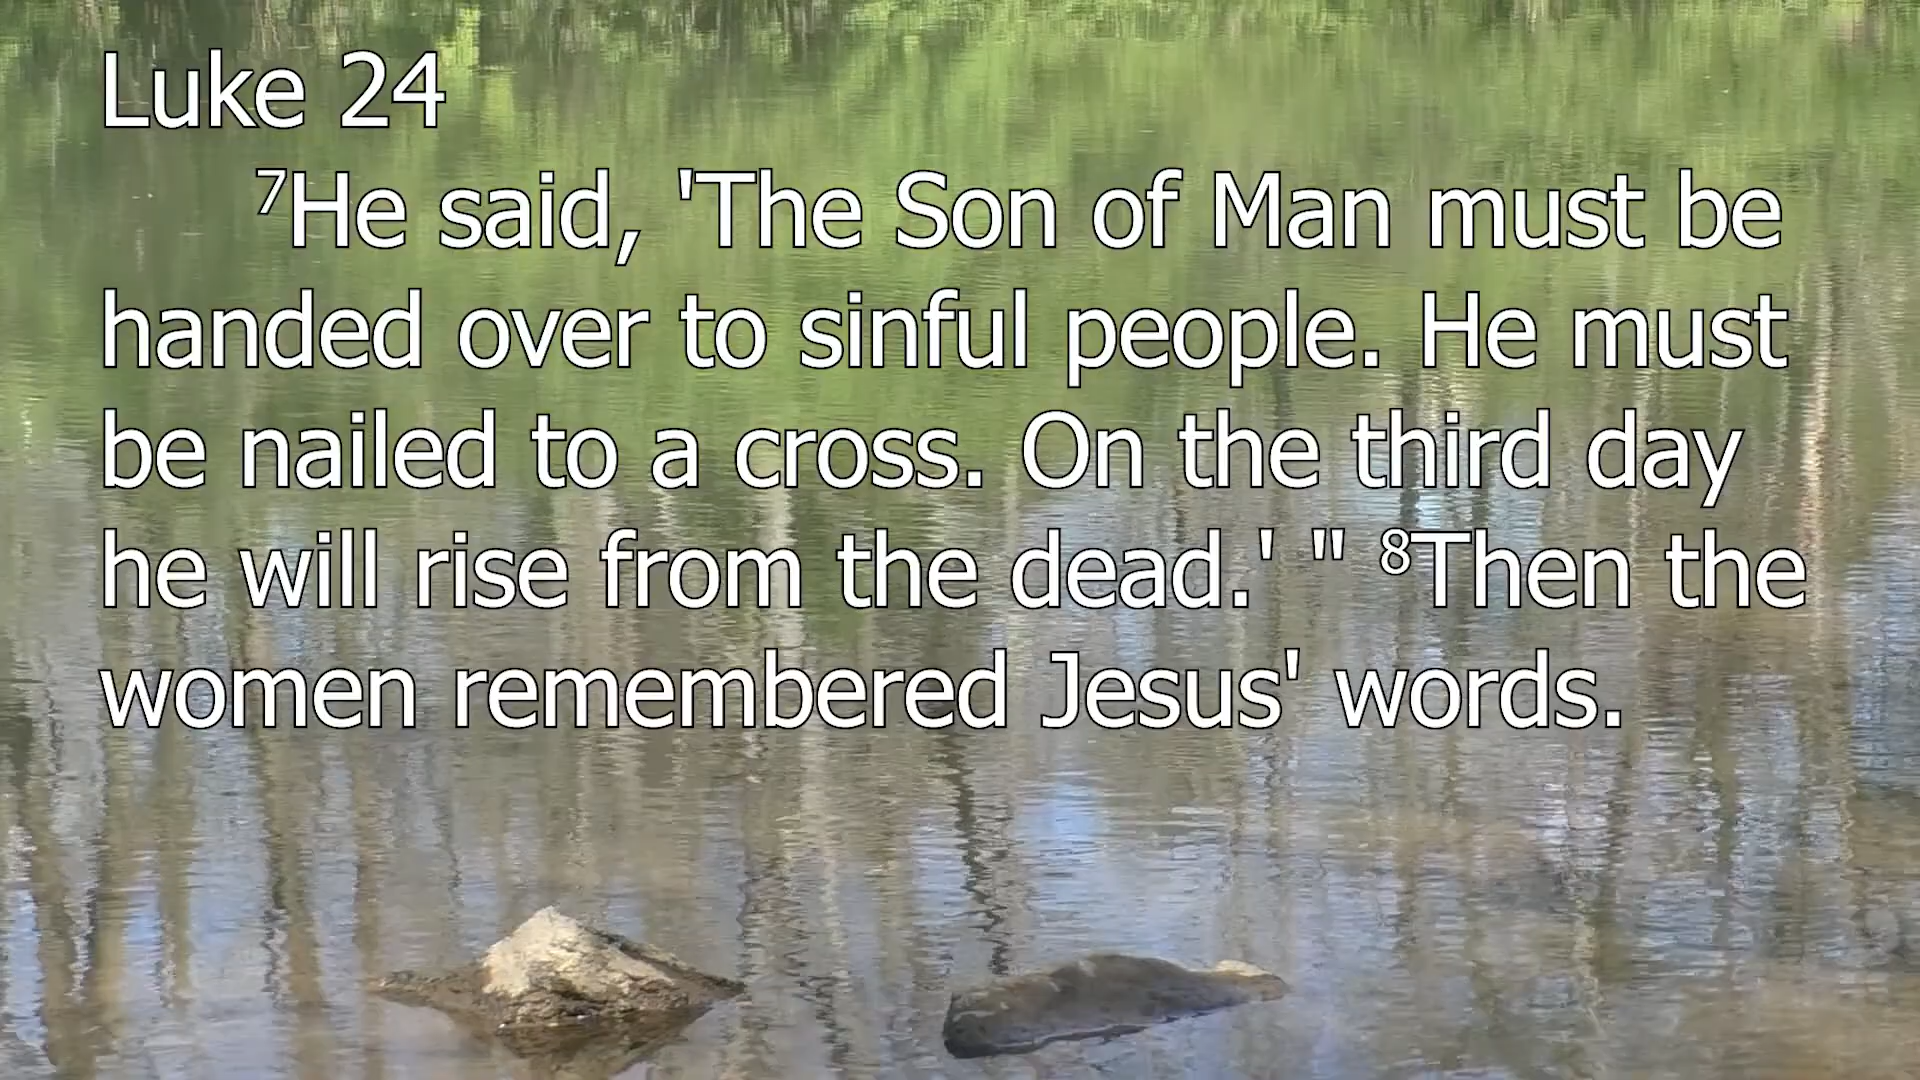 Luke 24
⁷He said, 'The Son of Man must be
handed over to sinful people. He must
be nailed to a cross. On the third day
he will rise from the dead.' " ⁸Then the
women remembered Jesus' words.